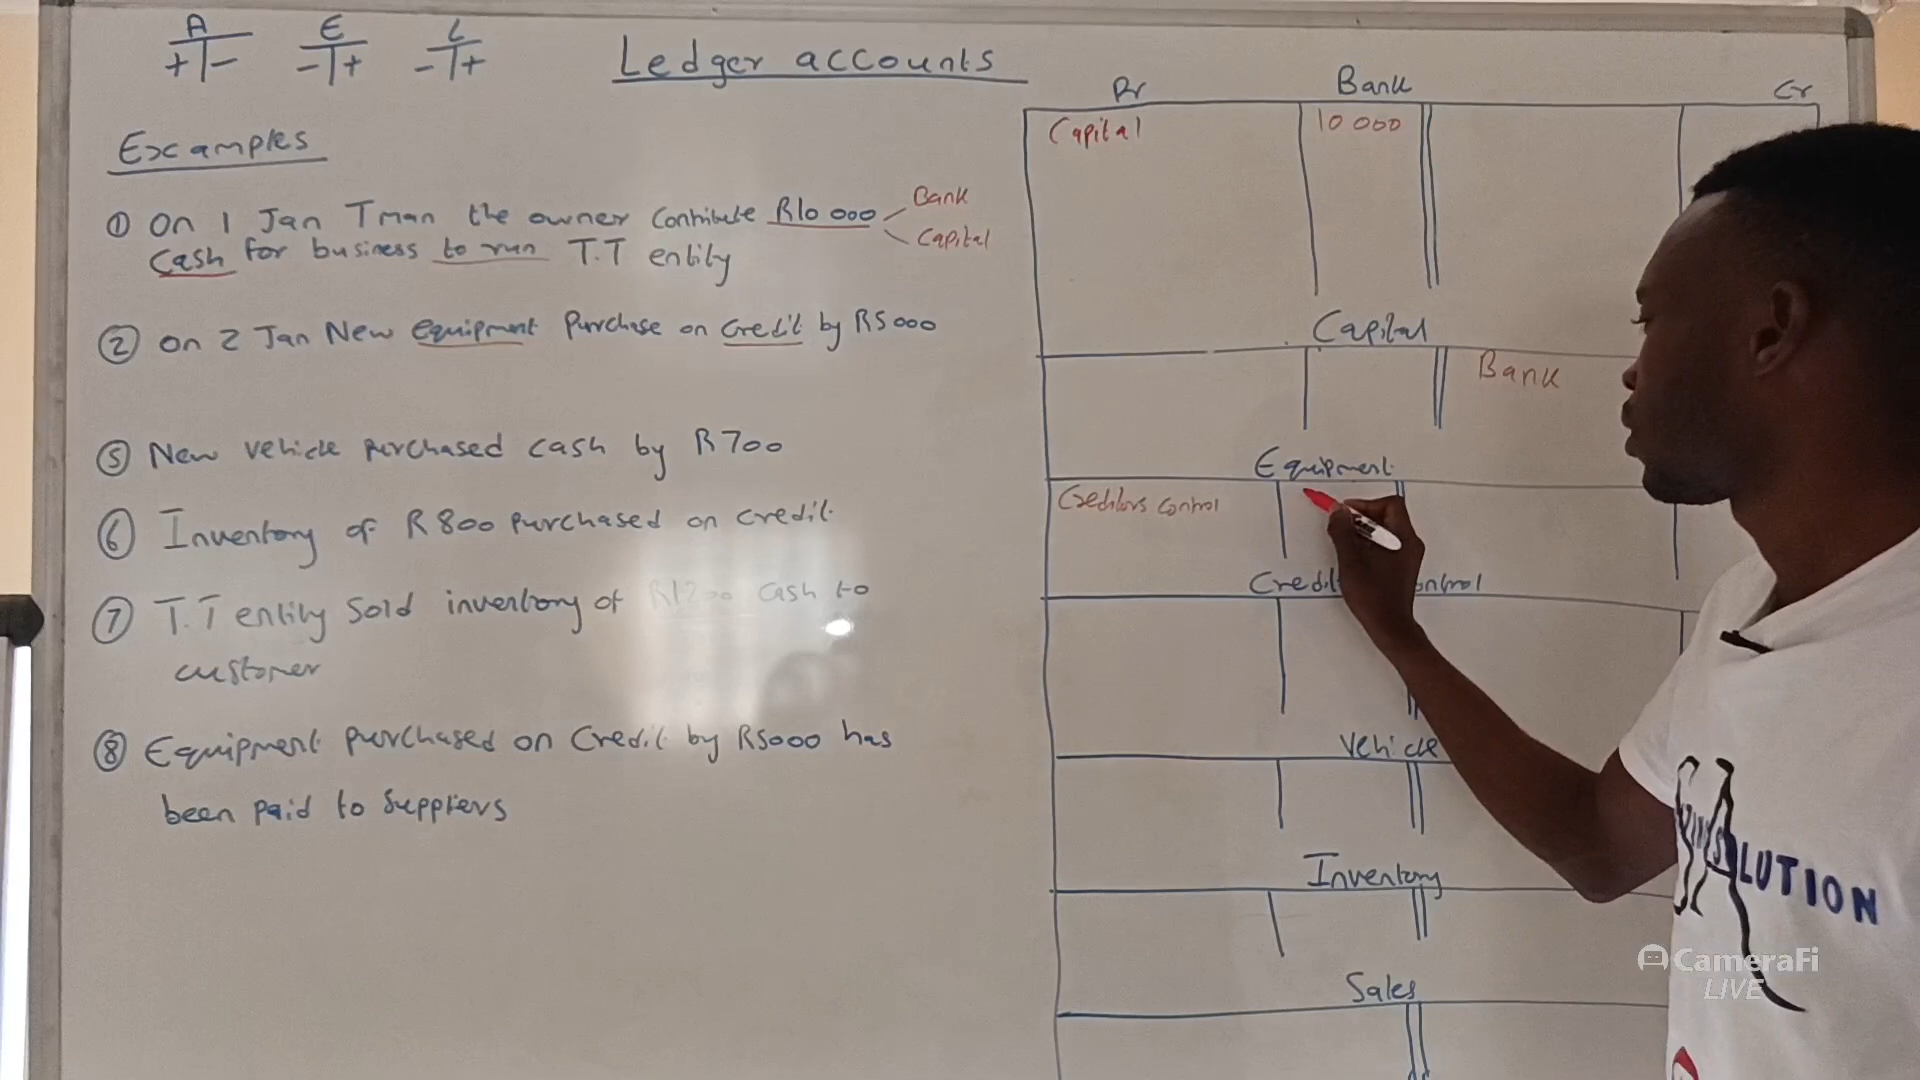 A E L
+ - - + - +
Ledger accounts
Examples
① On 1 Jan Tman the owner Contribute R10 000
Bank
Capital
Cash for business to run T.T entity
② On 2 Jan New equipment Purchase on Credit by R5000
⑤ New vehicle purchased cash by R700
⑥ Inventory of R800 purchased on credit
⑦ T.T entity Sold inventory of R1200 cash to
customer
⑧ Equipment purchased on Credit by R5000 has
been paid to Suppliers
Dr Bank Cr
Capital 10 000
Capital
Bank
Equipment
Creditors control
Vehicle
Inventory
Sales
SOLUTION
CameraFi
LIVE